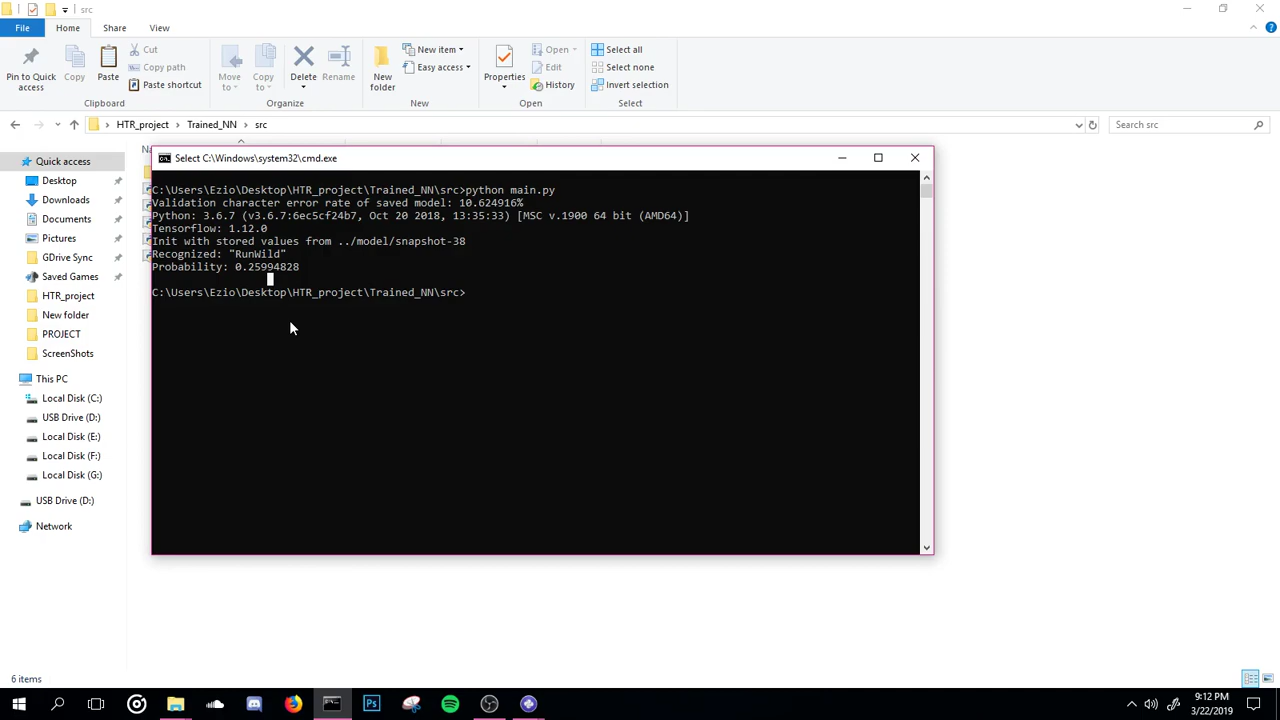 src
File
Home
Share
View
Pin to Quick access
Copy
Paste
Cut
Copy path
Paste shortcut
Clipboard
Move to
Copy to
Delete
Rename
Organize
New folder
New item
Easy access
New
Properties
Open
Edit
History
Open
Select all
Select none
Invert selection
Select
HTR_project
Trained_NN
src
Search src
Quick access
Desktop
Downloads
Documents
Pictures
GDrive Sync
Saved Games
HTR_project
New folder
PROJECT
ScreenShots
This PC
Local Disk (C:)
USB Drive (D:)
Local Disk (E:)
Local Disk (F:)
Local Disk (G:)
USB Drive (D:)
Network
Select C:\Windows\system32\cmd.exe
C:\Users\Ezio\Desktop\HTR_project\Trained_NN\src>python main.py
Validation character error rate of saved model: 10.624916%
Python: 3.6.7 (v3.6.7:6ec5cf24b7, Oct 20 2018, 13:35:33) [MSC v.1900 64 bit (AMD64)]
Tensorflow: 1.12.0
Init with stored values from ../model/snapshot-38
Recognized: "RunWild"
Probability: 0.25994828
C:\Users\Ezio\Desktop\HTR_project\Trained_NN\src>
6 items
Ps
9:12 PM
3/22/2019